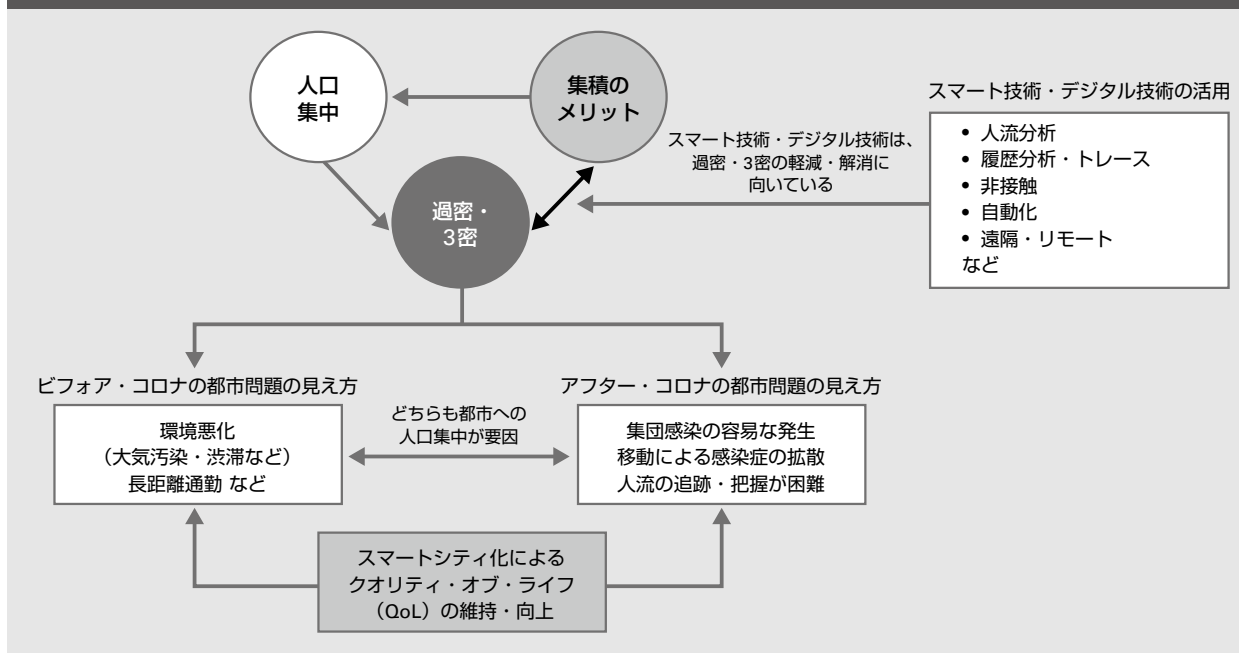 人口
集中
集積の
メリット
過密・
3密
スマート技術・デジタル技術は、
過密・3密の軽減・解消に
向いている
スマート技術・デジタル技術の活用
• 人流分析
• 履歴分析・トレース
• 非接触
• 自動化
• 遠隔・リモート
など
ビフォア・コロナの都市問題の見え方
環境悪化
（大気汚染・渋滞など）
長距離通勤 など
どちらも都市への
人口集中が要因
アフター・コロナの都市問題の見え方
集団感染の容易な発生
移動による感染症の拡散
人流の追跡・把握が困難
スマートシティ化による
クオリティ・オブ・ライフ
（QoL）の維持・向上